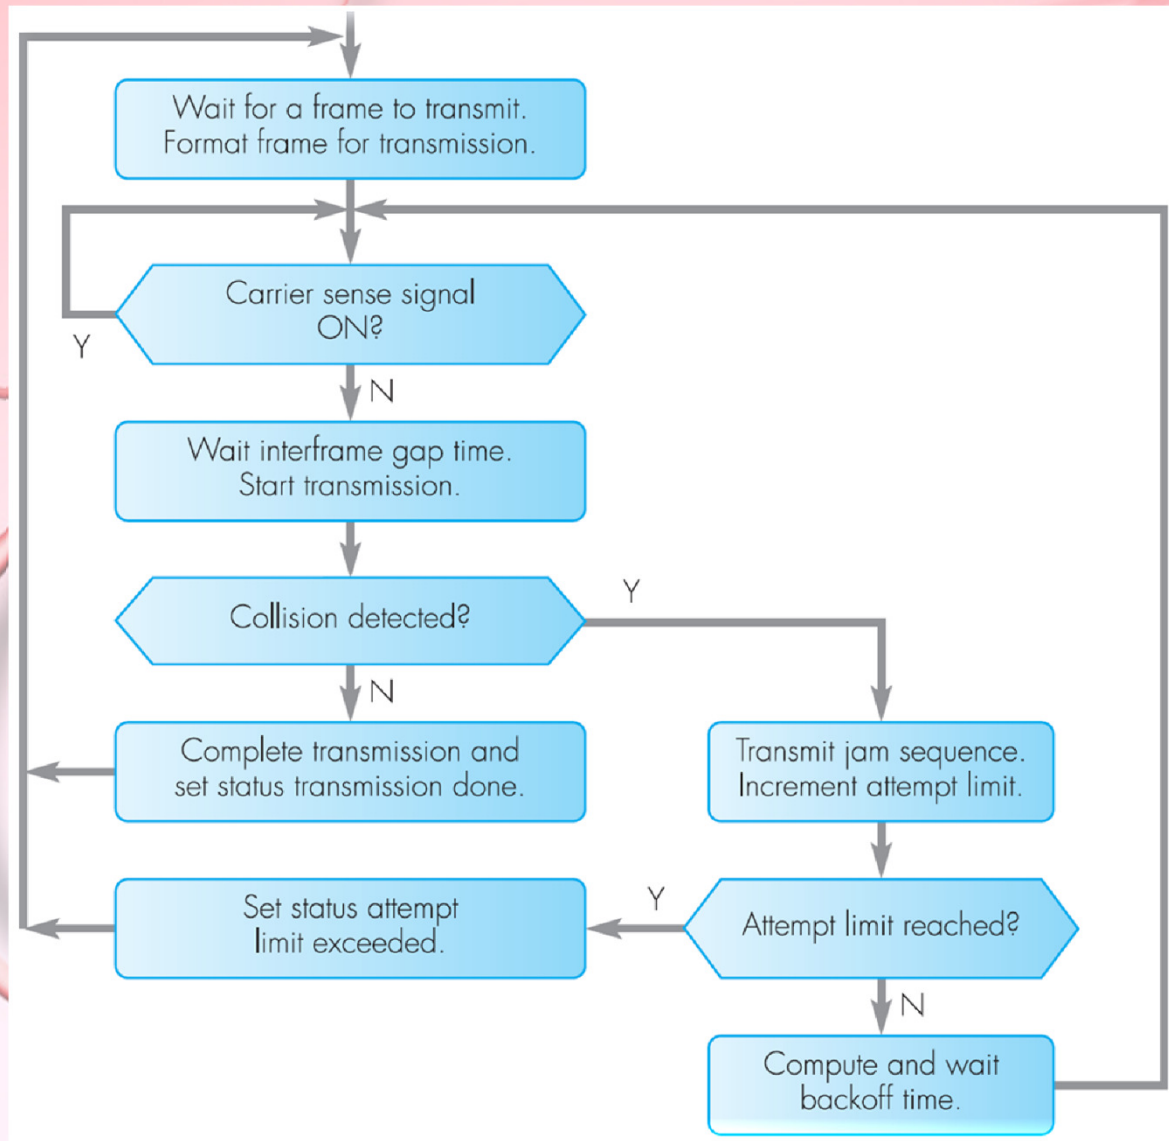 Wait for a frame to transmit.
Format frame for transmission.
Carrier sense signal
ON?
Y
N
Wait interframe gap time.
Start transmission.
Collision detected?
Y
N
Complete transmission and
set status transmission done.
Transmit jam sequence.
Increment attempt limit.
Set status attempt
limit exceeded.
Y
Attempt limit reached?
N
Compute and wait
backoff time.